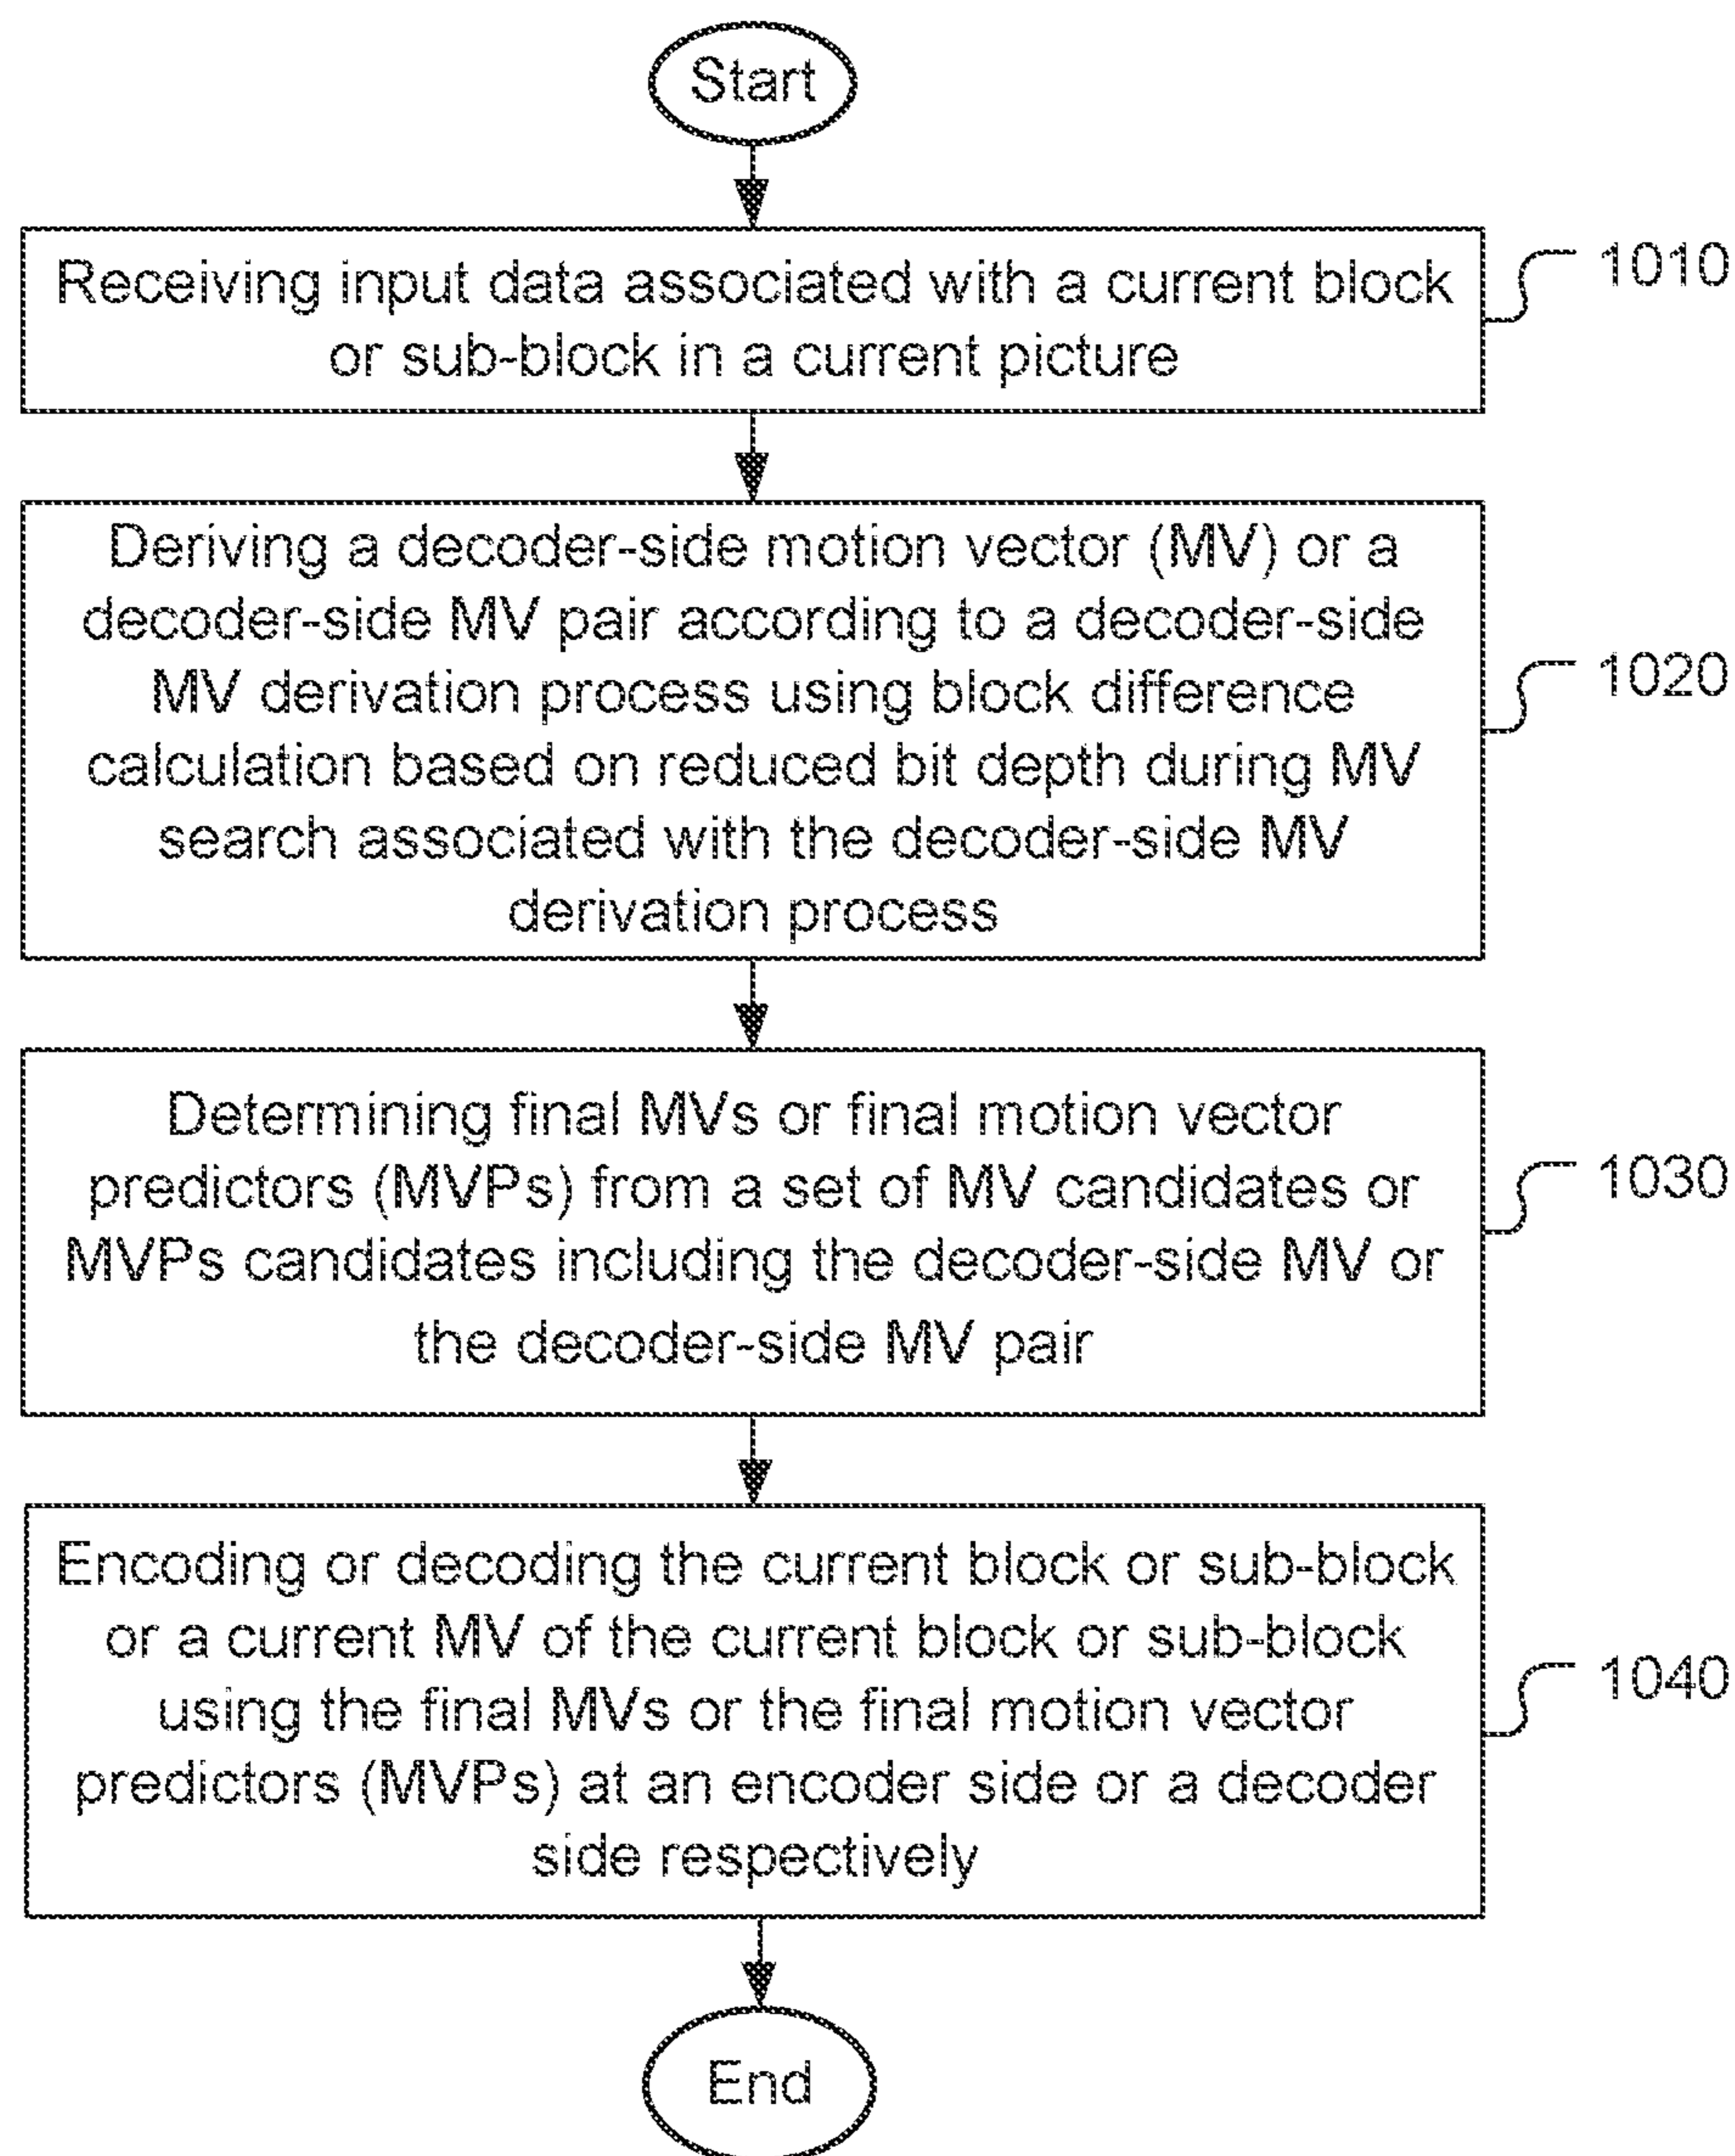 Start
Receiving input data associated with a current block
or sub-block in a current picture
1010
Deriving a decoder-side motion vector (MV) or a
decoder-side MV pair according to a decoder-side
MV derivation process using block difference
calculation based on reduced bit depth during MV
search associated with the decoder-side MV
derivation process
1020
Determining final MVs or final motion vector
predictors (MVPs) from a set of MV candidates or
MVPs candidates including the decoder-side MV or
the decoder-side MV pair
1030
Encoding or decoding the current block or sub-block
or a current MV of the current block or sub-block
using the final MVs or the final motion vector
predictors (MVPs) at an encoder side or a decoder
side respectively
1040
End